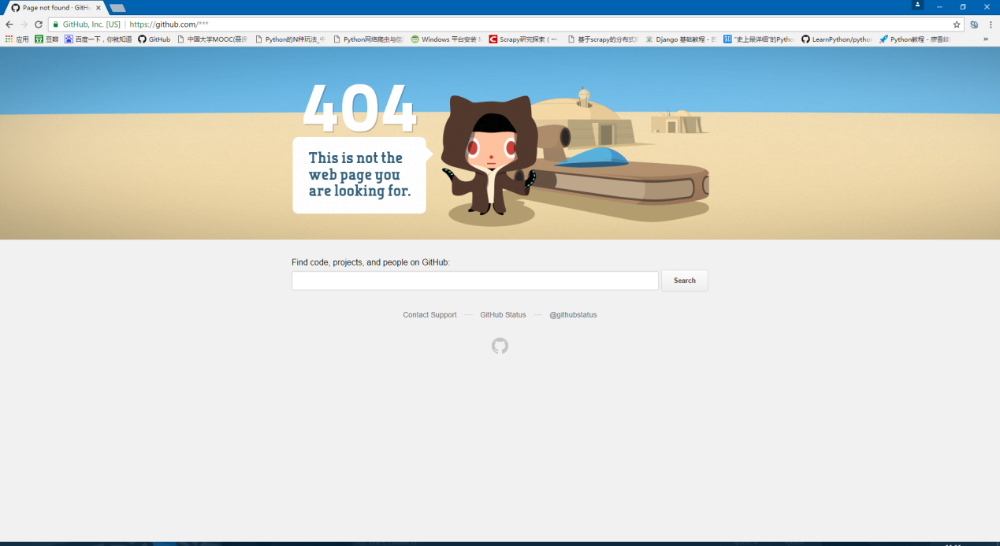 Page not found · GitHu
GitHub, Inc. [US] | https://github.com/***
应用 豆瓣 百度一下，你就知道 GitHub 中国大学MOOC(慕课 Python的N种玩法_中 Python网络爬虫与信 Windows 平台安装 Scrapy研究探索（一 基于scrapy的分布式 Django 基础教程 - "史上最详细"的Pytho LearnPython/pytho Python教程 - 廖雪峰 »
404
This is not the
web page you
are looking for.
Find code, projects, and people on GitHub:
Search
Contact Support — GitHub Status — @githubstatus